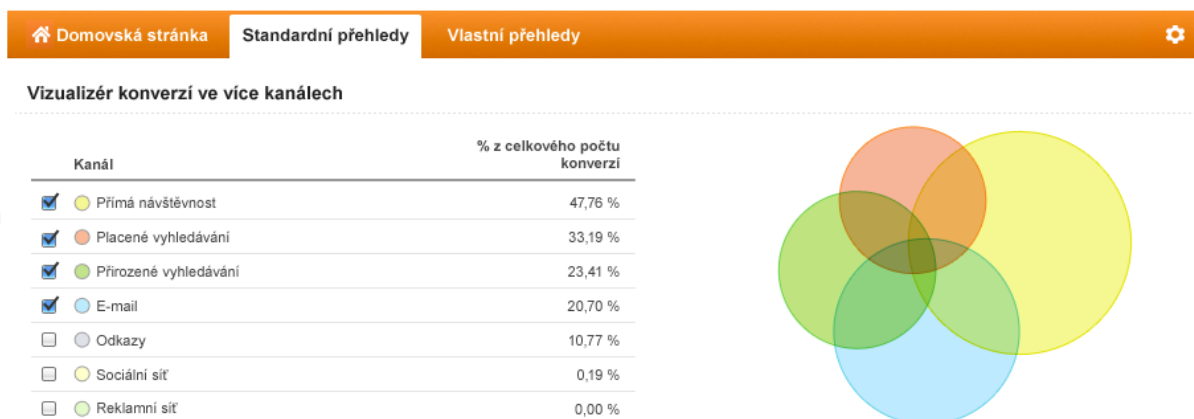 Domovská stránka Standardní přehledy Vlastní přehledy
Vizualizér konverzí ve více kanálech
Kanál % z celkového počtu konverzí
Přímá návštěvnost 47,76 %
Placené vyhledávání 33,19 %
Přirozené vyhledávání 23,41 %
E-mail 20,70 %
Odkazy 10,77 %
Sociální síť 0,19 %
Reklamní síť 0,00 %